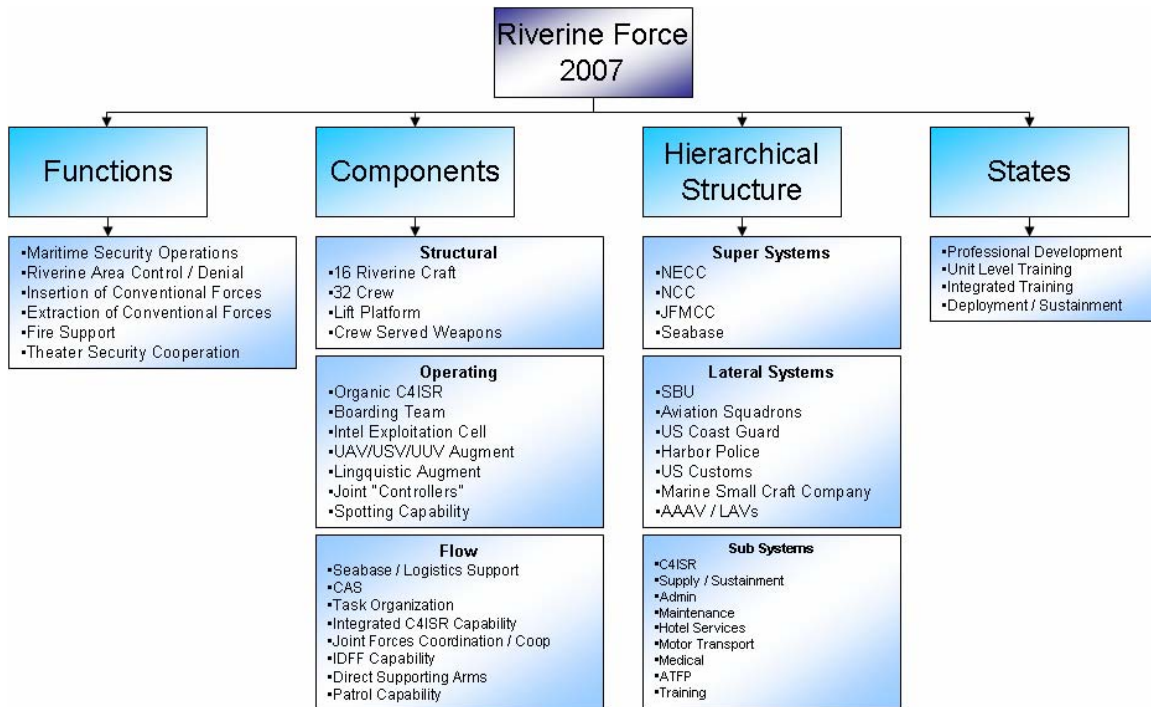 Riverine Force
2007
Functions
▪Maritime Security Operations
▪Riverine Area Control / Denial
▪Insertion of Conventional Forces
▪Extraction of Conventional Forces
▪Fire Support
▪Theater Security Cooperation
Components
Structural
▪16 Riverine Craft
▪32 Crew
▪Lift Platform
▪Crew Served Weapons
Operating
▪Organic C4ISR
▪Boarding Team
▪Intel Exploitation Cell
▪UAV/USV/UUV Augment
▪Lingquistic Augment
▪Joint "Controllers"
▪Spotting Capability
Flow
▪Seabase / Logistics Support
▪CAS
▪Task Organization
▪Integrated C4ISR Capability
▪Joint Forces Coordination / Coop
▪IDFF Capability
▪Direct Supporting Arms
▪Patrol Capability
Hierarchical
Structure
Super Systems
▪NECC
▪NCC
▪JFMCC
▪Seabase
Lateral Systems
▪SBU
▪Aviation Squadrons
▪US Coast Guard
▪Harbor Police
▪US Customs
▪Marine Small Craft Company
▪AAAV / LAVs
Sub Systems
▪C4ISR
▪Supply / Sustainment
▪Admin
▪Maintenance
▪Hotel Services
▪Motor Transport
▪Medical
▪ATFP
▪Training
States
▪Professional Development
▪Unit Level Training
▪Integrated Training
▪Deployment / Sustainment